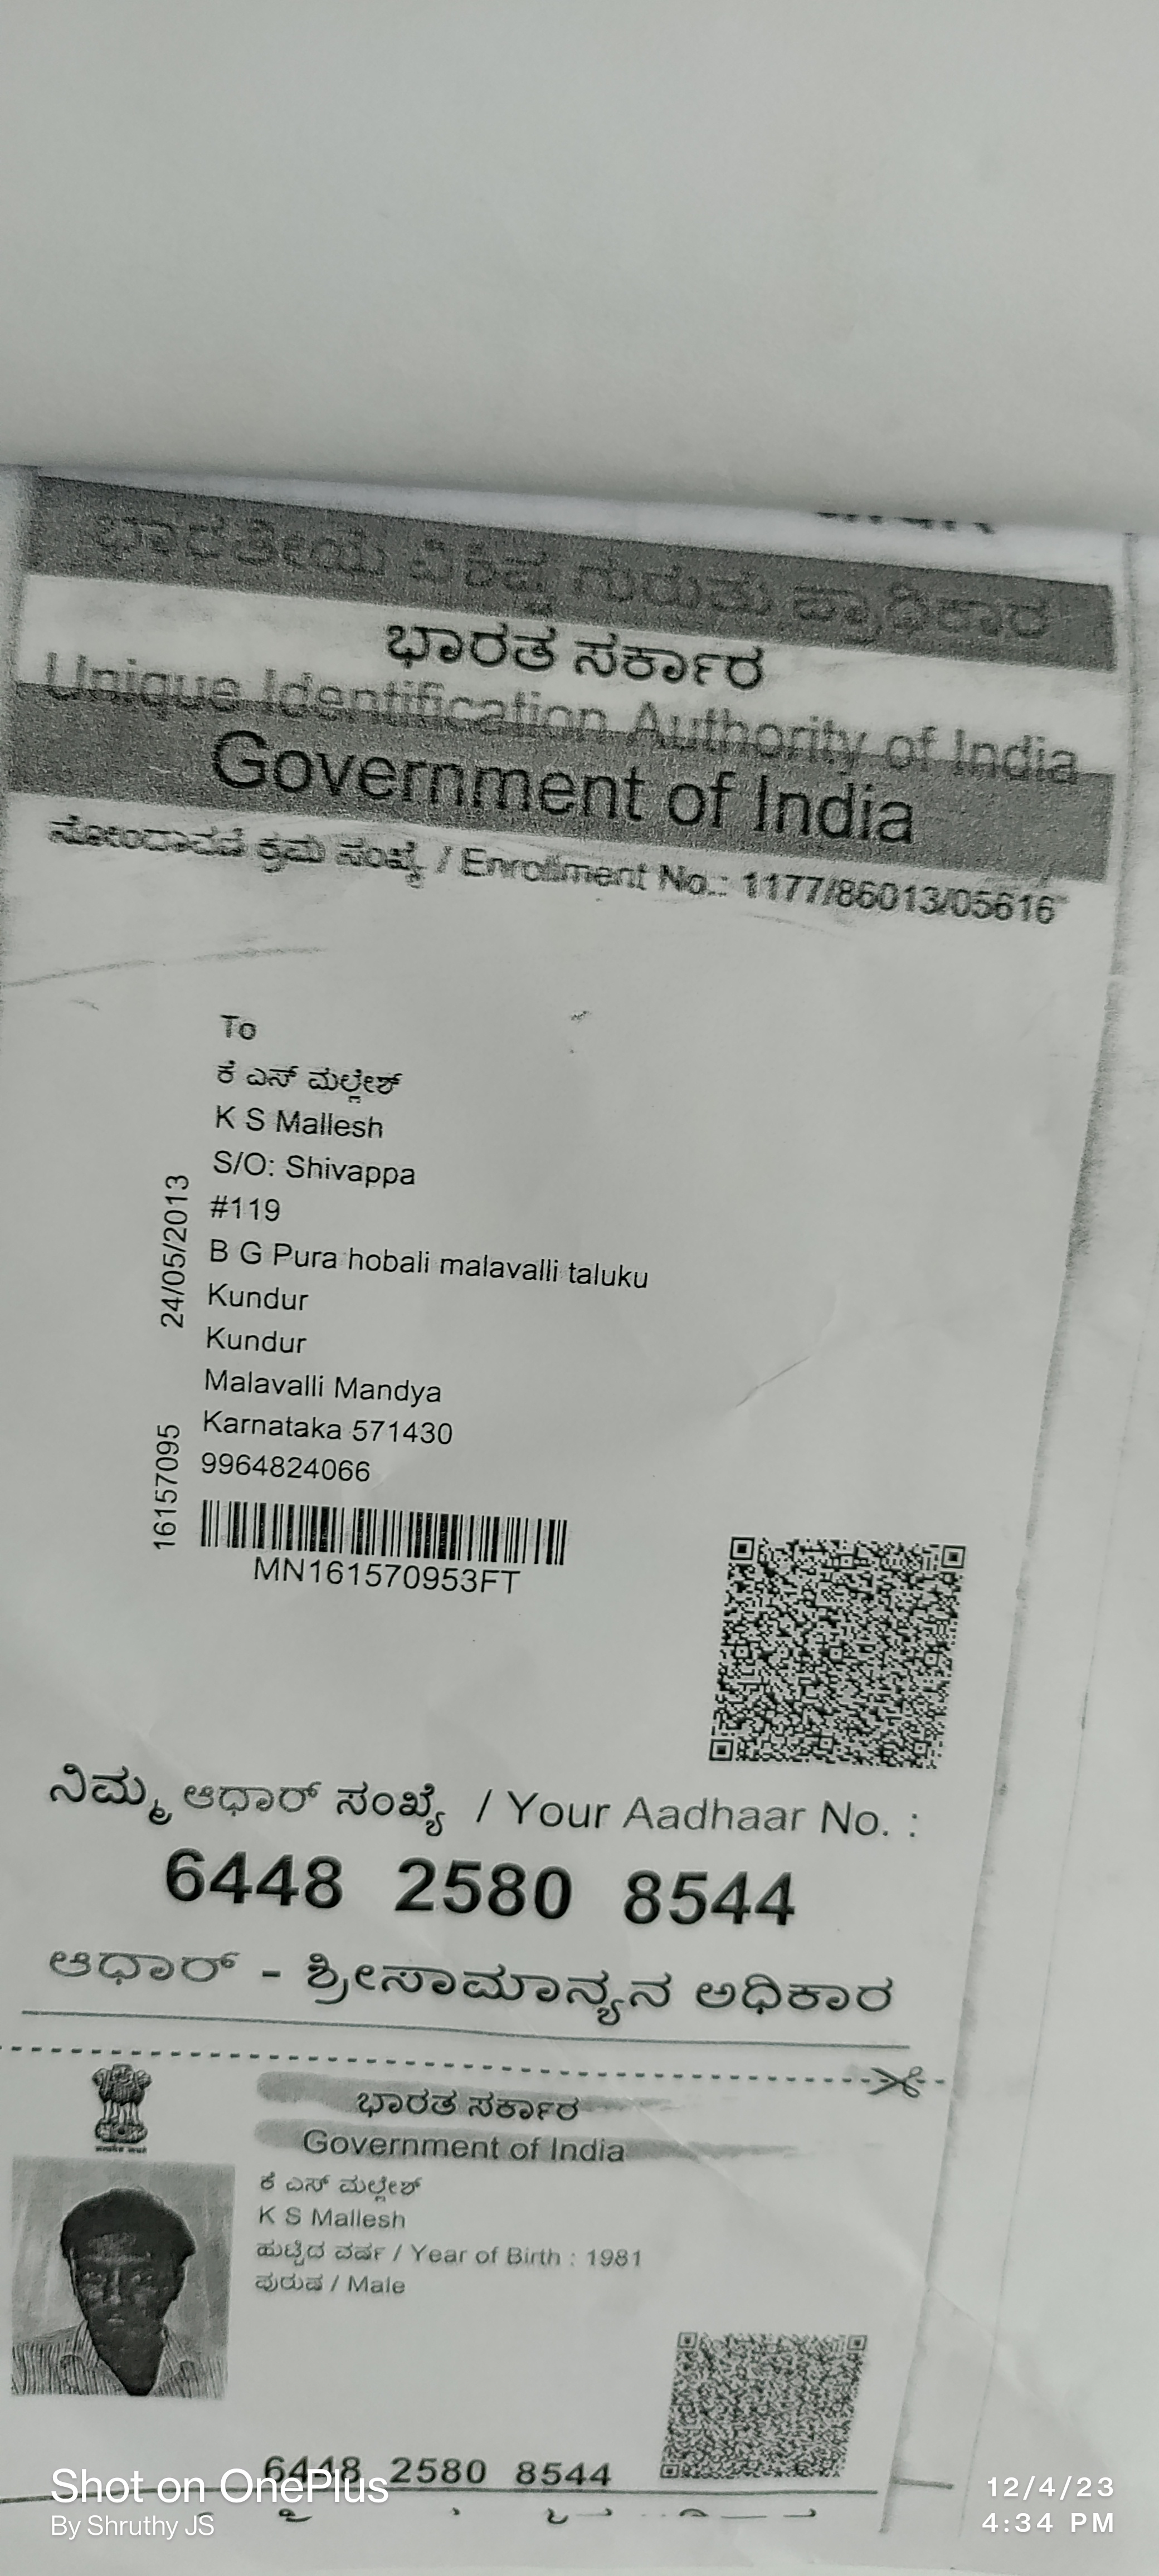 ಭಾರತೀಯ ವಿಶಿಷ್ಟ ಗುರುತು ಪ್ರಾಧಿಕಾರ
ಭಾರತ ಸರ್ಕಾರ
Unique Identification Authority of India
Government of India
ನೋಂದಾವಣೆ ಕ್ರಮ ಸಂಖ್ಯೆ / Enrollment No.: 1177/86013/05616
To
ಕೆ ಎಸ್ ಮಲ್ಲೇಶ್
K S Mallesh
S/O: Shivappa
#119
B G Pura hobali malavalli taluku
Kundur
Kundur
Malavalli Mandya
Karnataka 571430
9964824066
24/05/2013
16157095
MN161570953FT
ನಿಮ್ಮ ಆಧಾರ್ ಸಂಖ್ಯೆ / Your Aadhaar No. :
6448 2580 8544
ಆಧಾರ್ - ಶ್ರೀಸಾಮಾನ್ಯನ ಅಧಿಕಾರ
ಭಾರತ ಸರ್ಕಾರ
Government of India
ಕೆ ಎಸ್ ಮಲ್ಲೇಶ್
K S Mallesh
ಹುಟ್ಟಿದ ವರ್ಷ / Year of Birth : 1981
ಪುರುಷ / Male
6448 2580 8544
Shot on OnePlus
By Shruthy JS
12/4/23
4:34 PM